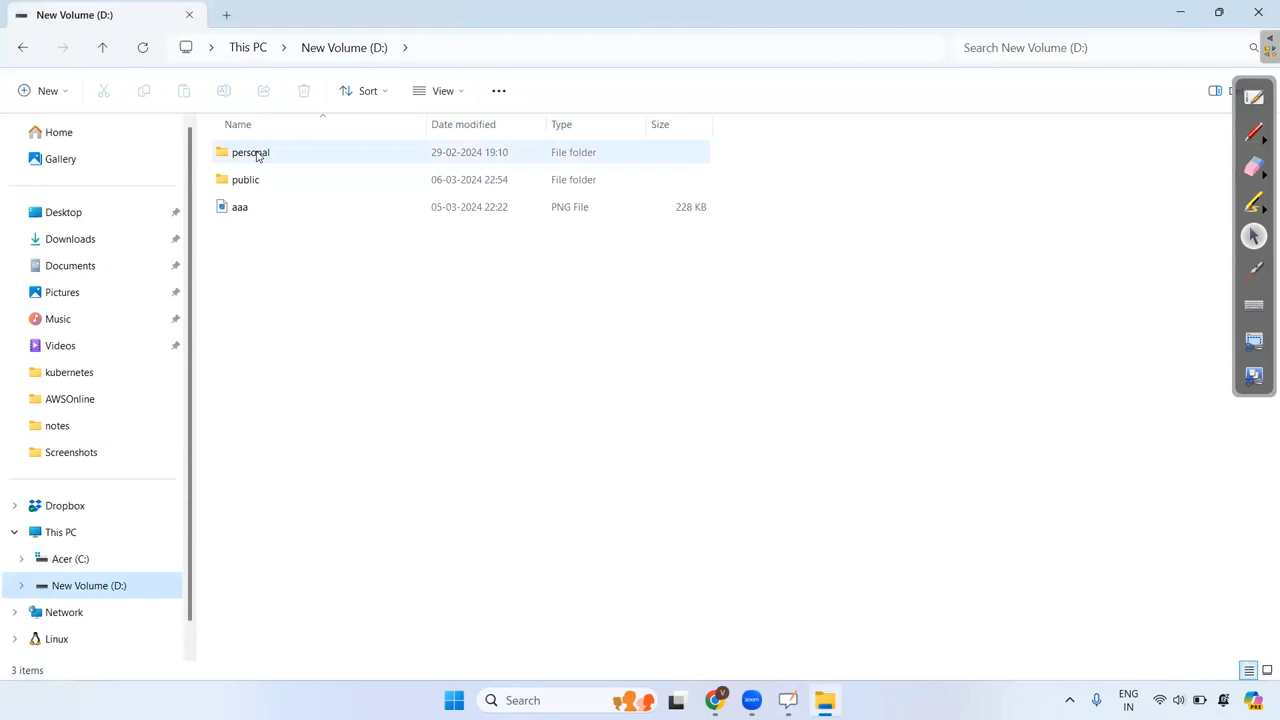 New Volume (D:)
This PC
New Volume (D:)
Search New Volume (D:)
New
Sort
View
Name
Date modified
Type
Size
personal
29-02-2024 19:10
File folder
public
06-03-2024 22:54
File folder
aaa
05-03-2024 22:22
PNG File
228 KB
Home
Gallery
Desktop
Downloads
Documents
Pictures
Music
Videos
kubernetes
AWSOnline
notes
Screenshots
Dropbox
This PC
Acer (C:)
New Volume (D:)
Network
Linux
3 items
Search
V
zoom
ENG
IN
PRE